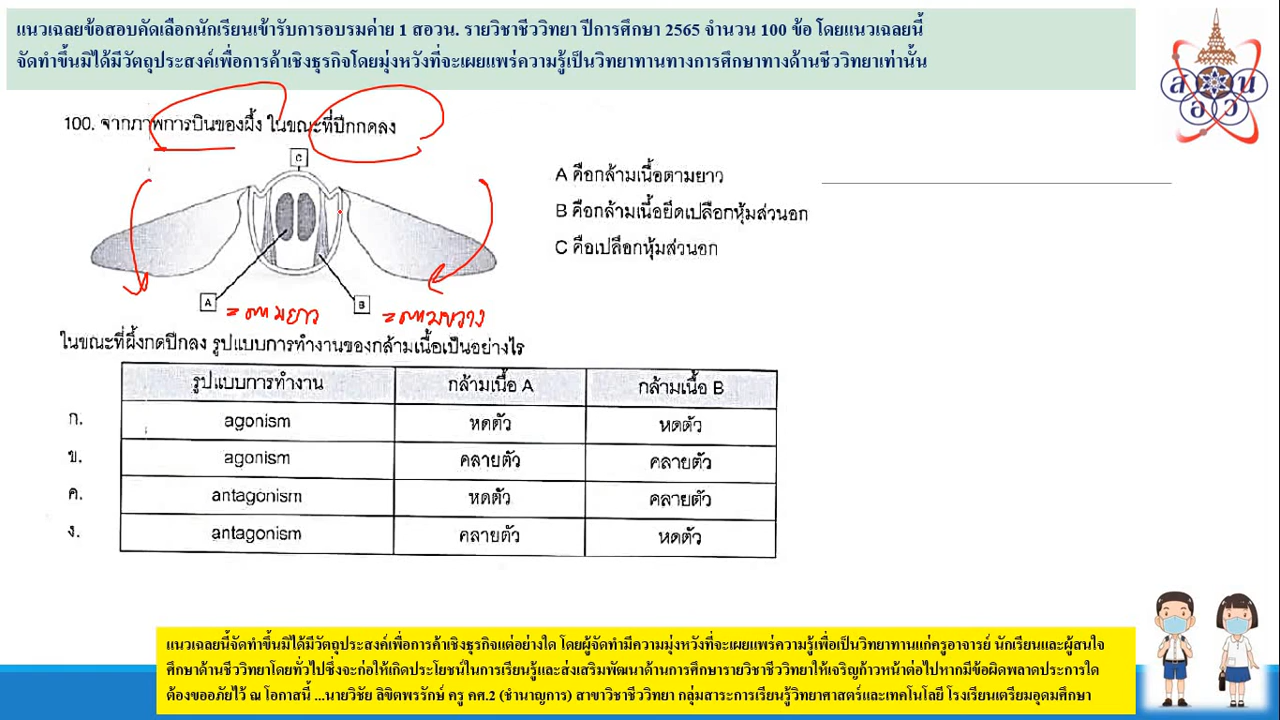 แนวเฉลยข้อสอบคัดเลือกนักเรียนเข้ารับการอบรมค่าย 1 สอวน. รายวิชาชีววิทยา ปีการศึกษา 2565 จำนวน 100 ข้อ โดยแนวเฉลยนี้
จัดทำขึ้นมิได้มีวัตถุประสงค์เพื่อการค้าเชิงธุรกิจโดยมุ่งหวังที่จะเผยแพร่ความรู้เป็นวิทยาทานทางการศึกษาทางด้านชีววิทยาเท่านั้น
ส อ ว น
100. จากภาพการบินของผึ้ง ในขณะที่ปีกกดลง
C
A คือกล้ามเนื้อตามยาว
B คือกล้ามเนื้อยึดเปลือกหุ้มส่วนอก
C คือเปลือกหุ้มส่วนอก
A = ตามยาว B = ตามขวาง
ในขณะที่ผึ้งกดปีกลง รูปแบบการทำงานของกล้ามเนื้อเป็นอย่างไร
รูปแบบการทำงาน กล้ามเนื้อ A กล้ามเนื้อ B
ก. agonism หดตัว หดตัว
ข. agonism คลายตัว คลายตัว
ค. antagonism หดตัว คลายตัว
ง. antagonism คลายตัว หดตัว
แนวเฉลยนี้จัดทำขึ้นมิได้มีวัตถุประสงค์เพื่อการค้าเชิงธุรกิจแต่อย่างใด โดยผู้จัดทำมีความมุ่งหวังที่จะเผยแพร่ความรู้เพื่อเป็นวิทยาทานแก่ครูอาจารย์ นักเรียนและผู้สนใจ
ศึกษาด้านชีววิทยาโดยทั่วไปซึ่งจะก่อให้เกิดประโยชน์ในการเรียนรู้และส่งเสริมพัฒนาด้านการศึกษารายวิชาชีววิทยาให้เจริญก้าวหน้าต่อไปหากมีข้อผิดพลาดประการใด
ต้องขออภัยไว้ ณ โอกาสนี้ ...นายวิชัย ลิขิตพรรักษ์ ครู คศ.2 (ชำนาญการ) สาขาวิชาชีววิทยา กลุ่มสาระการเรียนรู้วิทยาศาสตร์และเทคโนโลยี โรงเรียนเตรียมอุดมศึกษา